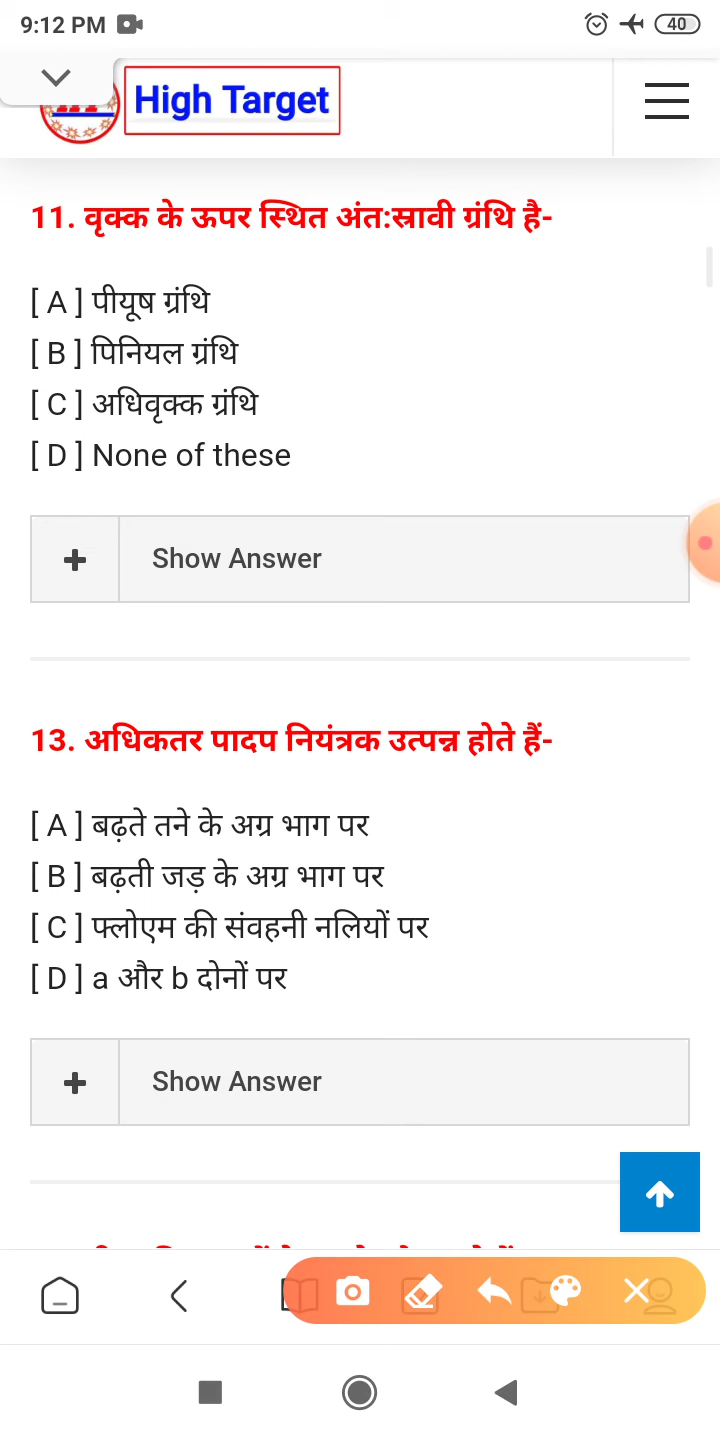 9:12 PM
40
High Target
11. वृक्क के ऊपर स्थित अंत:स्रावी ग्रंथि है-
[ A ] पीयूष ग्रंथि
[ B ] पिनियल ग्रंथि
[ C ] अधिवृक्क ग्रंथि
[ D ] None of these
Show Answer
13. अधिकतर पादप नियंत्रक उत्पन्न होते हैं-
[ A ] बढ़ते तने के अग्र भाग पर
[ B ] बढ़ती जड़ के अग्र भाग पर
[ C ] फ्लोएम की संवहनी नलियों पर
[ D ] a और b दोनों पर
Show Answer